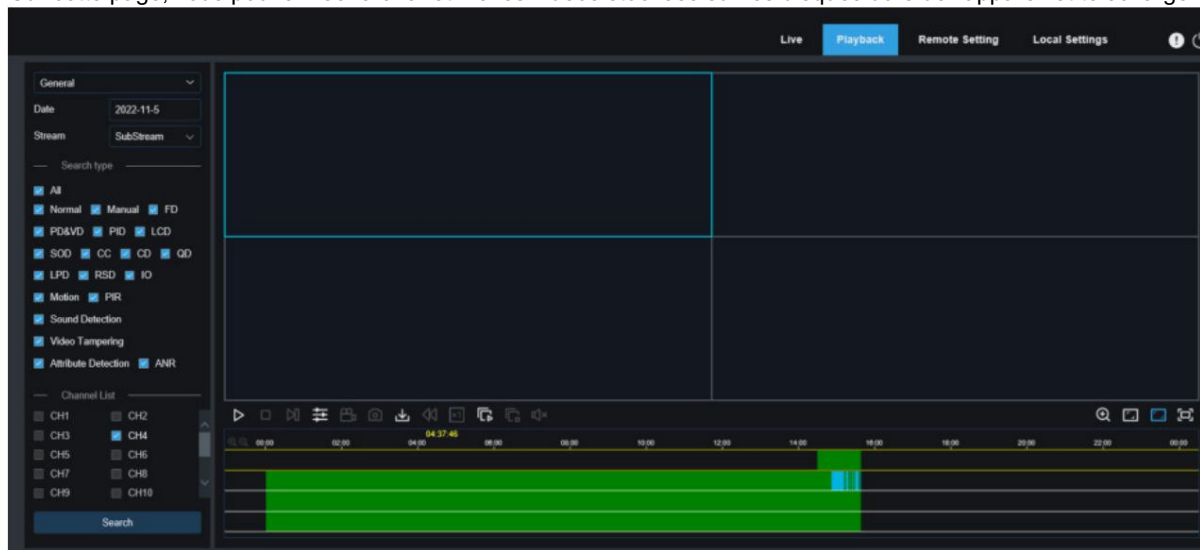 Live Playback Remote Setting Local Settings
General
Date 2022-11-5
Stream SubStream
Search type
All
Normal Manual FD
PD&VD PID LCD
SOD CC CD QD
LPD RSD IO
Motion PIR
Sound Detection
Video Tampering
Attribute Detection ANR
Channel List
CH1 CH2
CH3 CH4
CH5 CH6
CH7 CH8
CH9 CH10
Search
04:37:46
00:00 02:00 04:00 06:00 08:00 10:00 12:00 14:00 16:00 18:00 20:00 22:00 00:00